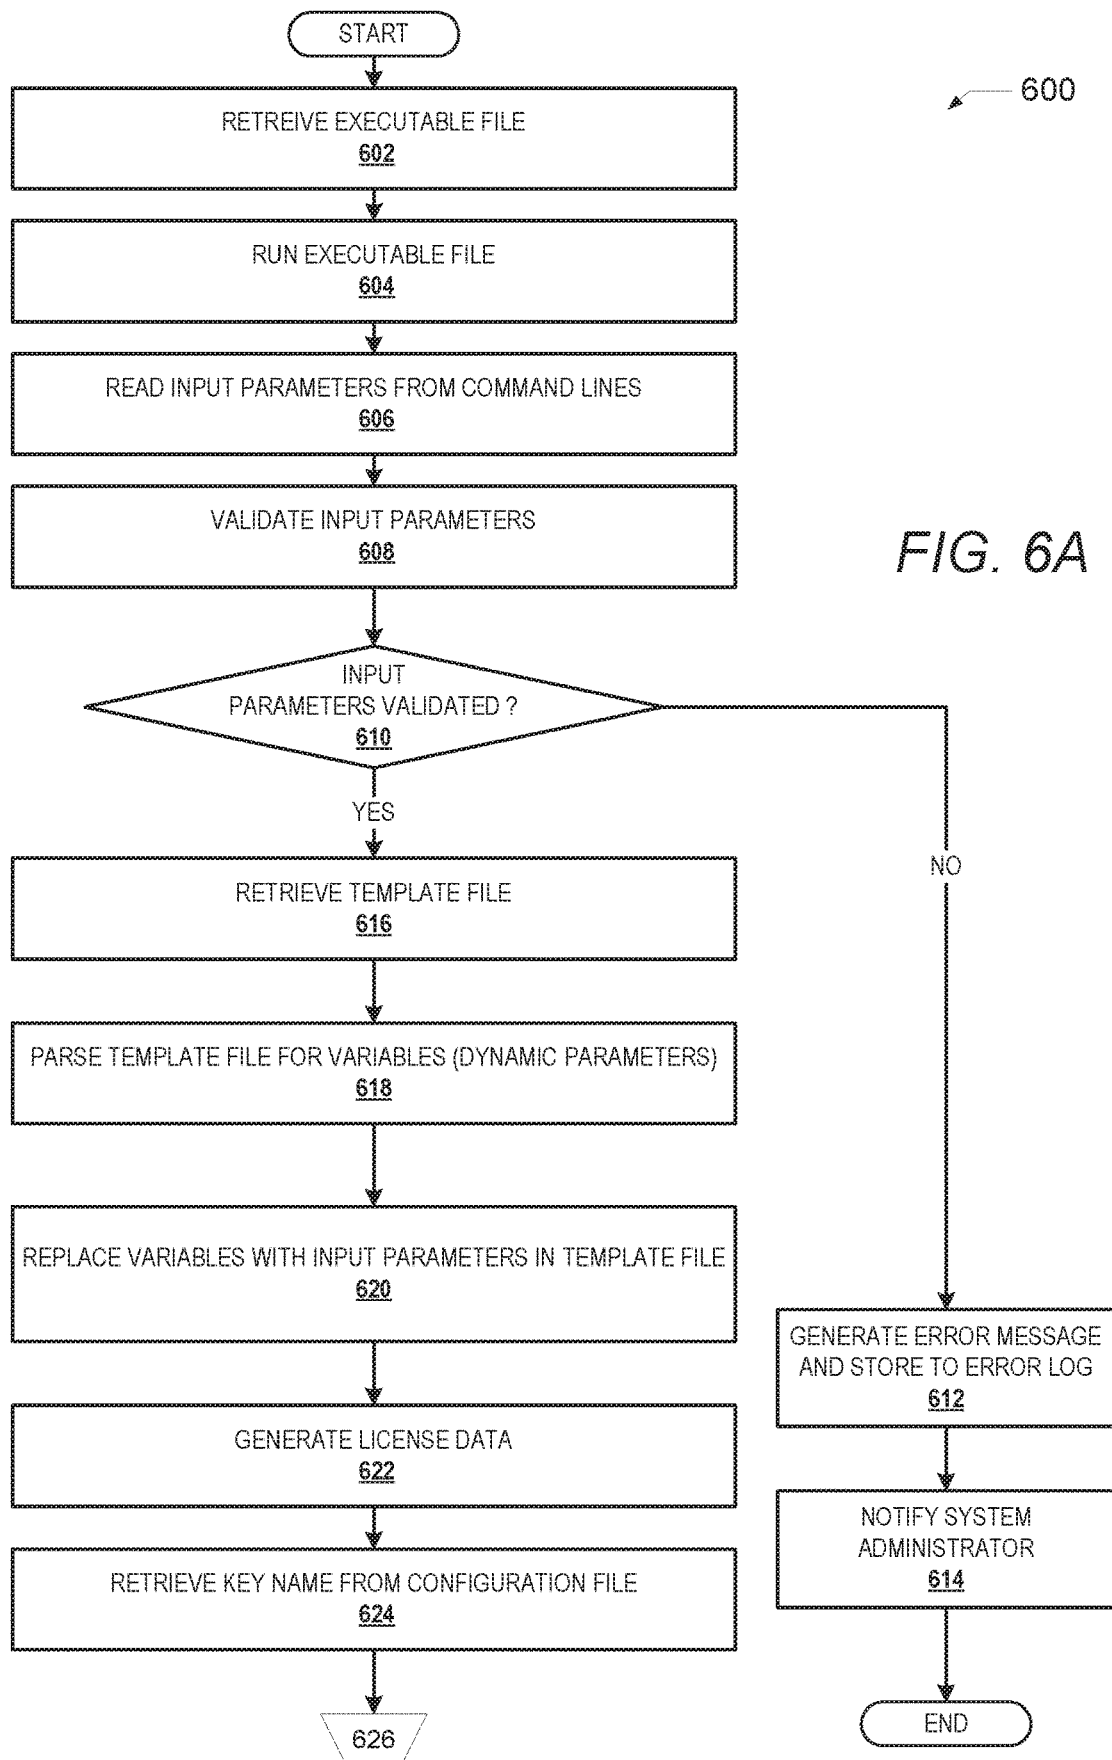 START
600
RETREIVE EXECUTABLE FILE
602
RUN EXECUTABLE FILE
604
READ INPUT PARAMETERS FROM COMMAND LINES
606
VALIDATE INPUT PARAMETERS
608
FIG. 6A
INPUT
PARAMETERS VALIDATED ?
610
YES
NO
RETRIEVE TEMPLATE FILE
616
PARSE TEMPLATE FILE FOR VARIABLES (DYNAMIC PARAMETERS)
618
REPLACE VARIABLES WITH INPUT PARAMETERS IN TEMPLATE FILE
620
GENERATE ERROR MESSAGE
AND STORE TO ERROR LOG
612
GENERATE LICENSE DATA
622
NOTIFY SYSTEM
ADMINISTRATOR
614
RETRIEVE KEY NAME FROM CONFIGURATION FILE
624
626
END